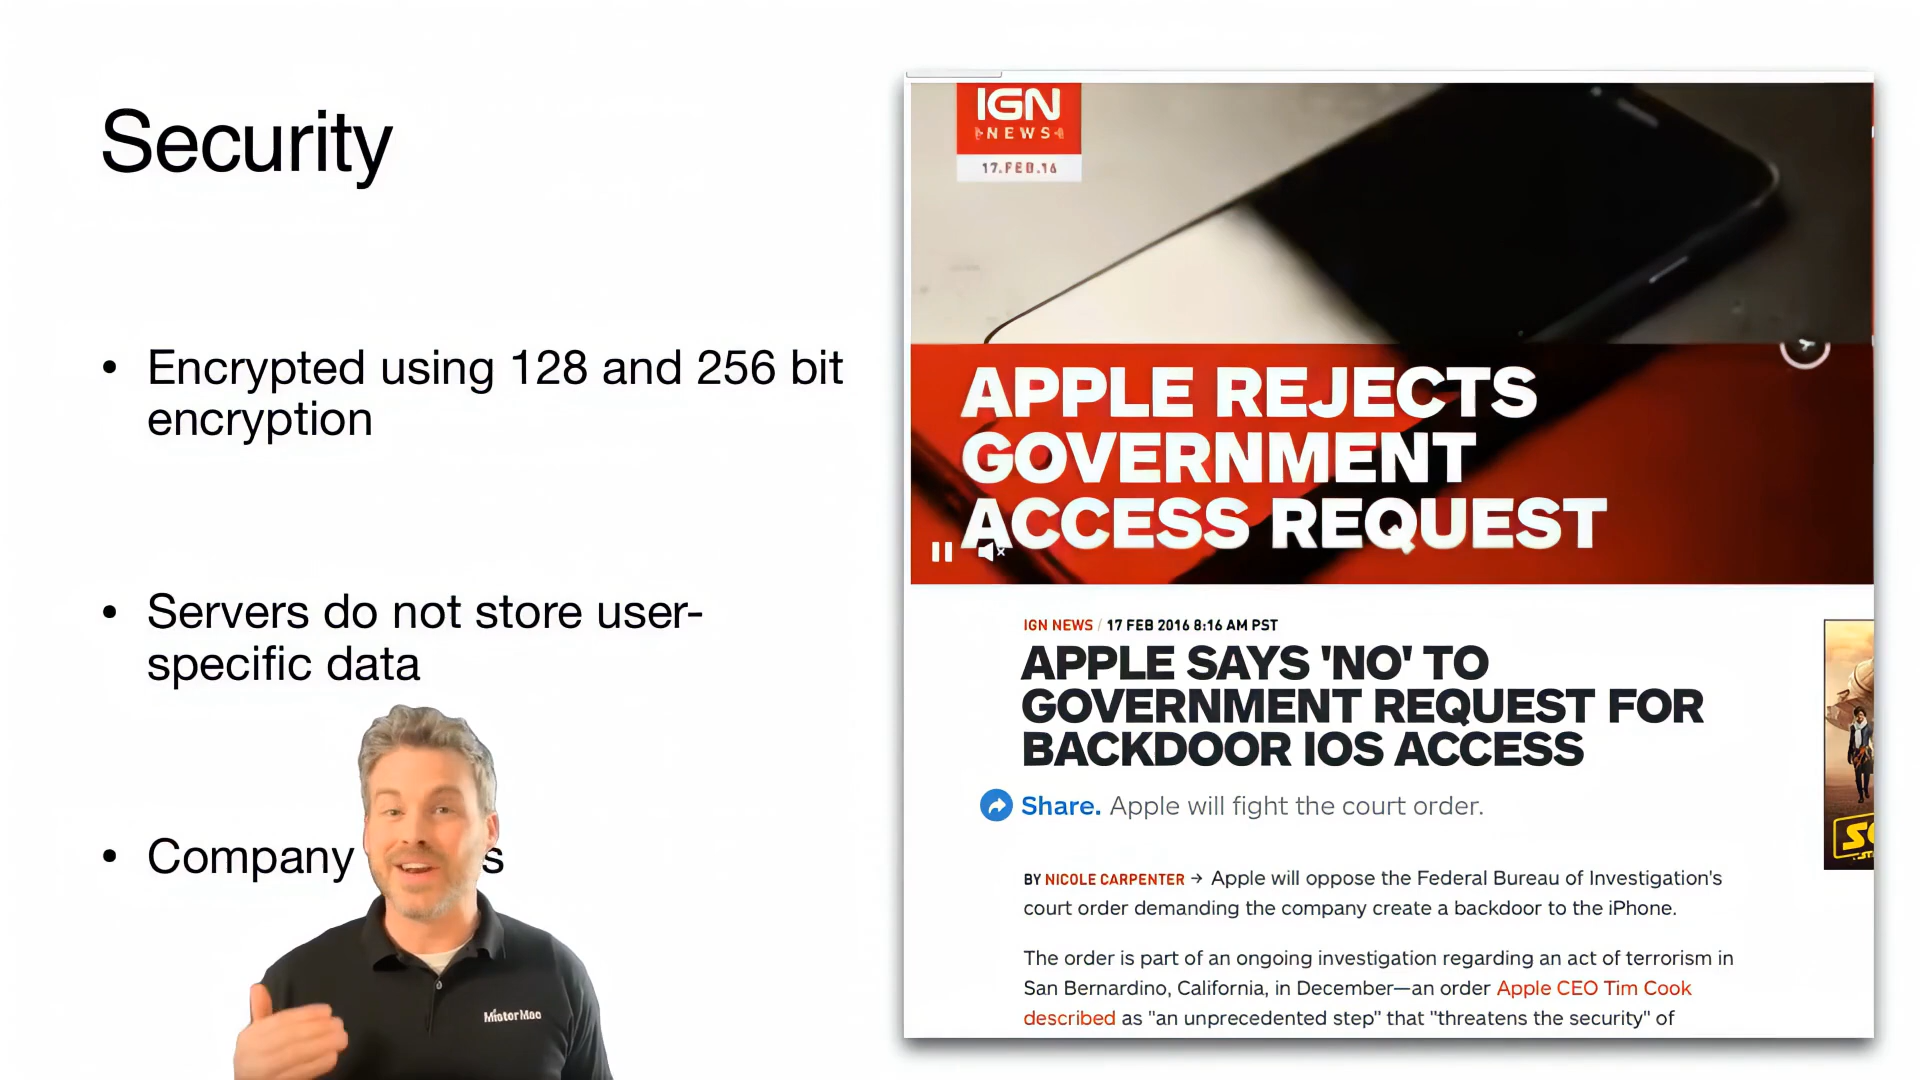 Security
• Encrypted using 128 and 256 bit
encryption
• Servers do not store user-
specific data
• Company
IGN
NEWS
17.FEB.16
APPLE REJECTS
GOVERNMENT
ACCESS REQUEST
IGN NEWS / 17 FEB 2016 8:16 AM PST
APPLE SAYS 'NO' TO
GOVERNMENT REQUEST FOR
BACKDOOR IOS ACCESS
Share. Apple will fight the court order.
BY NICOLE CARPENTER → Apple will oppose the Federal Bureau of Investigation's
court order demanding the company create a backdoor to the iPhone.
The order is part of an ongoing investigation regarding an act of terrorism in
San Bernardino, California, in December—an order Apple CEO Tim Cook
described as "an unprecedented step" that "threatens the security" of
MisterMac